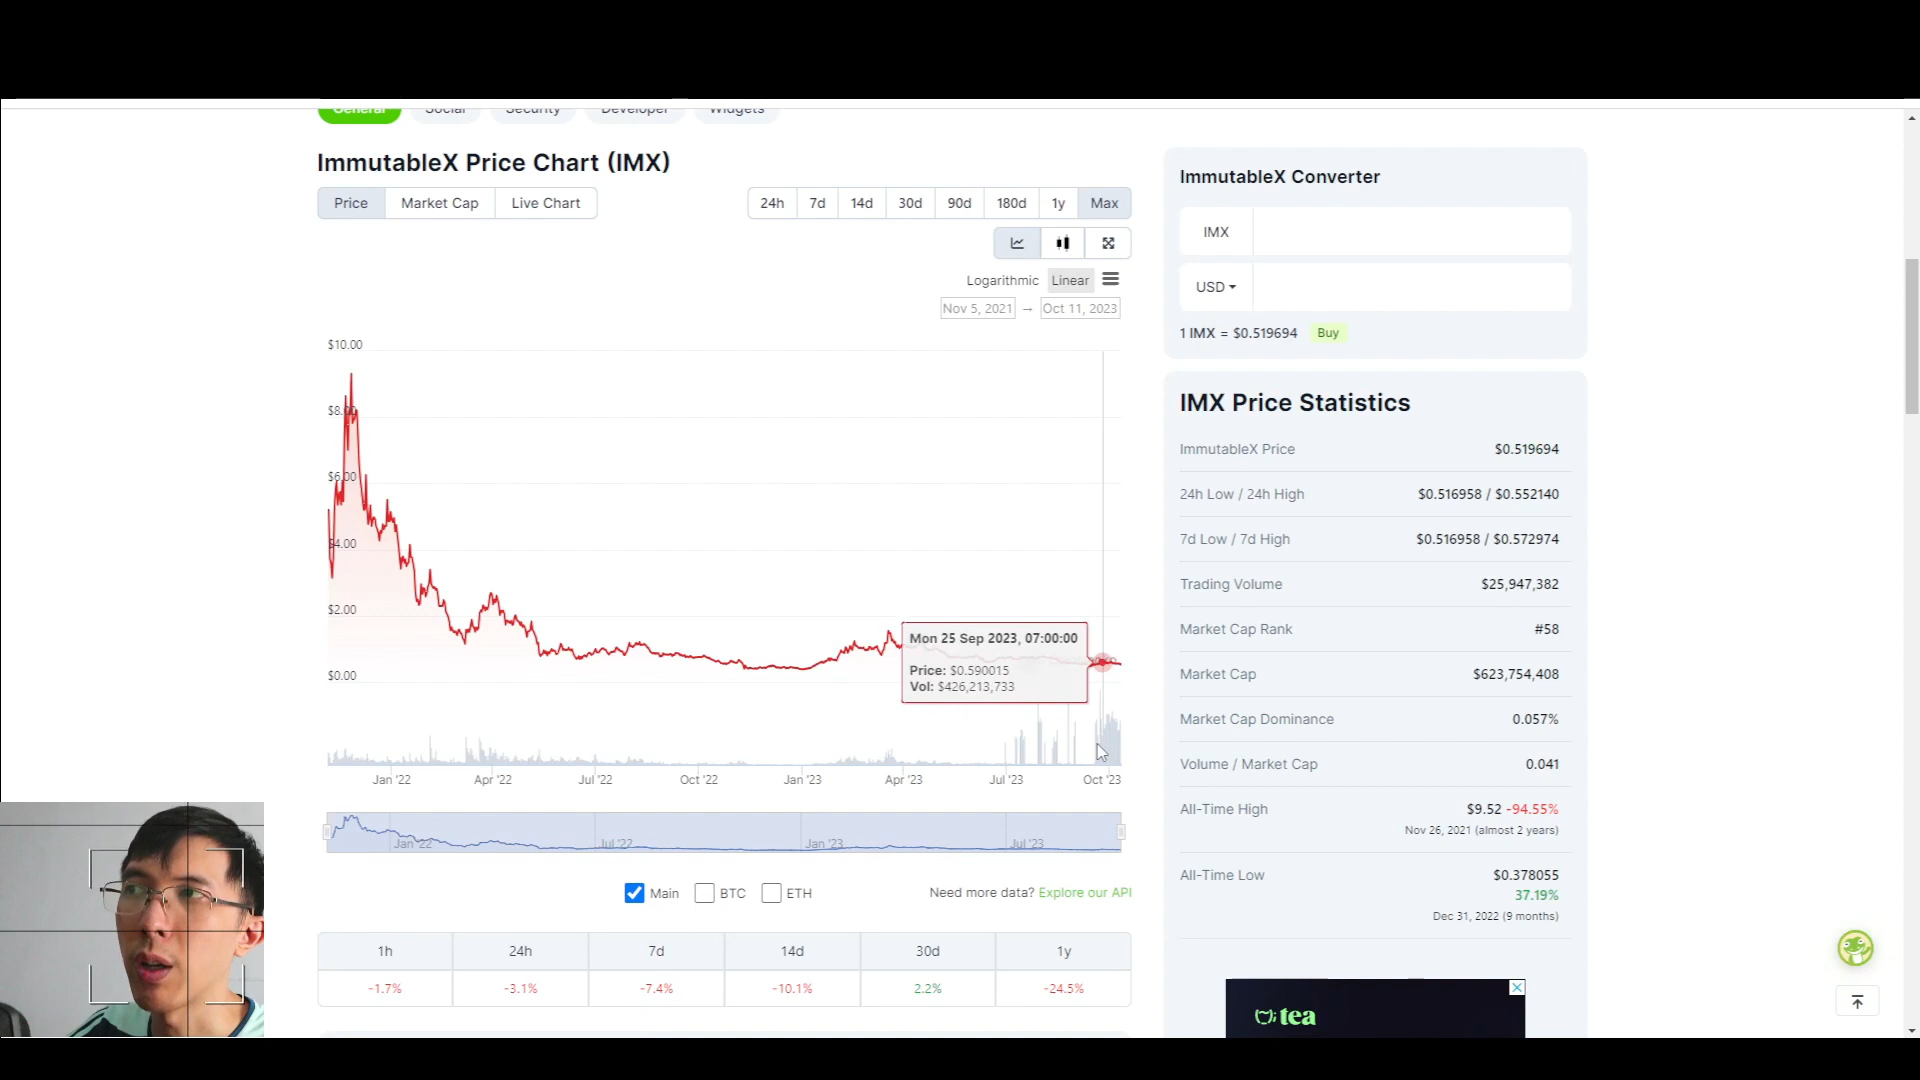 General Social Security Developer Widgets
ImmutableX Price Chart (IMX)
Price Market Cap Live Chart
24h 7d 14d 30d 90d 180d 1y Max
Logarithmic Linear
Nov 5, 2021 → Oct 11, 2023
$10.00
$8.00
$6.00
$4.00
$2.00
$0.00
Mon 25 Sep 2023, 07:00:00
Price: $0.590015
Vol: $426,213,733
Jan '22 Apr '22 Jul '22 Oct '22 Jan '23 Apr '23 Jul '23 Oct '23
Jan '22 Jul '22 Jan '23 Jul '23
Main BTC ETH
Need more data? Explore our API
1h 24h 7d 14d 30d 1y
-1.7% -3.1% -7.4% -10.1% 2.2% -24.5%
ImmutableX Converter
IMX
USD
1 IMX = $0.519694 Buy
IMX Price Statistics
ImmutableX Price $0.519694
24h Low / 24h High $0.516958 / $0.552140
7d Low / 7d High $0.516958 / $0.572974
Trading Volume $25,947,382
Market Cap Rank #58
Market Cap $623,754,408
Market Cap Dominance 0.057%
Volume / Market Cap 0.041
All-Time High $9.52 -94.55%
Nov 26, 2021 (almost 2 years)
All-Time Low $0.378055
37.19%
Dec 31, 2022 (9 months)
tea